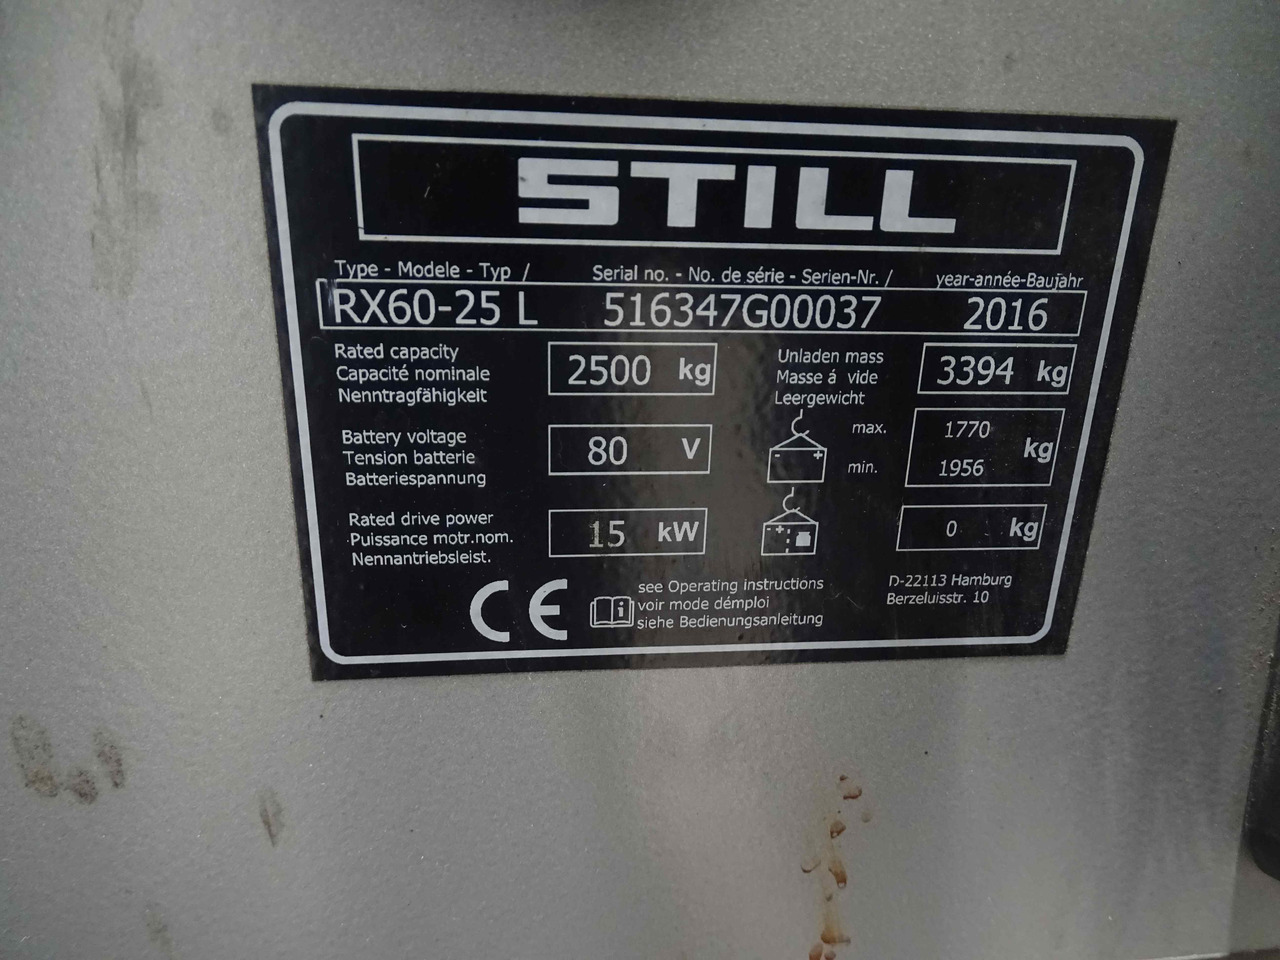 STILL
Type - Modele - Typ / Serial no. - No. de série - Serien-Nr. / year-année-Baujahr
RX60-25 L 516347G00037 2016
Rated capacity
Capacité nominale
Nenntragfähigkeit
2500 kg
Unladen mass
Masse á vide
Leergewicht
3394 kg
Battery voltage
Tension batterie
Batteriespannung
80 V
- +
max. 1770
min. 1956
kg
Rated drive power
Puissance motr.nom.
Nennantriebsleist.
15 kW
- +
0 kg
CE
i
see Operating instructions
voir mode démploi
siehe Bedienungsanleitung
D-22113 Hamburg
Berzeluisstr. 10